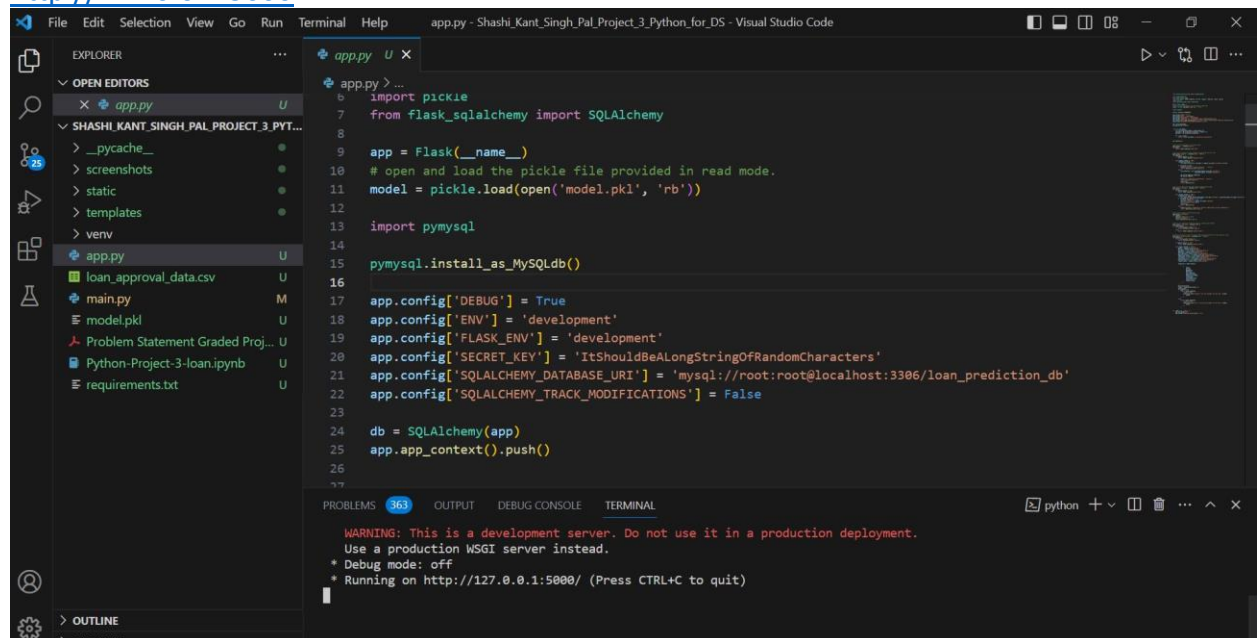 File Edit Selection View Go Run Terminal Help
app.py - Shashi_Kant_Singh_Pal_Project_3_Python_for_DS - Visual Studio Code
EXPLORER
OPEN EDITORS
app.py U
SHASHI_KANT_SINGH_PAL_PROJECT_3_PYT...
__pycache__
screenshots
static
templates
venv
app.py U
loan_approval_data.csv U
main.py M
model.pkl U
Problem Statement Graded Proj... U
Python-Project-3-loan.ipynb U
requirements.txt U
OUTLINE
25
app.py U
app.py > ...
6 import pickle
7 from flask_sqlalchemy import SQLAlchemy
8
9 app = Flask(__name__)
10 # open and load the pickle file provided in read mode.
11 model = pickle.load(open('model.pkl', 'rb'))
12
13 import pymysql
14
15 pymysql.install_as_MySQLdb()
16
17 app.config['DEBUG'] = True
18 app.config['ENV'] = 'development'
19 app.config['FLASK_ENV'] = 'development'
20 app.config['SECRET_KEY'] = 'ItShouldBeALongStringOfRandomCharacters'
21 app.config['SQLALCHEMY_DATABASE_URI'] = 'mysql://root:root@localhost:3306/loan_prediction_db'
22 app.config['SQLALCHEMY_TRACK_MODIFICATIONS'] = False
23
24 db = SQLAlchemy(app)
25 app.app_context().push()
26
27
PROBLEMS 363 OUTPUT DEBUG CONSOLE TERMINAL
python
WARNING: This is a development server. Do not use it in a production deployment.
Use a production WSGI server instead.
* Debug mode: off
* Running on http://127.0.0.1:5000/ (Press CTRL+C to quit)